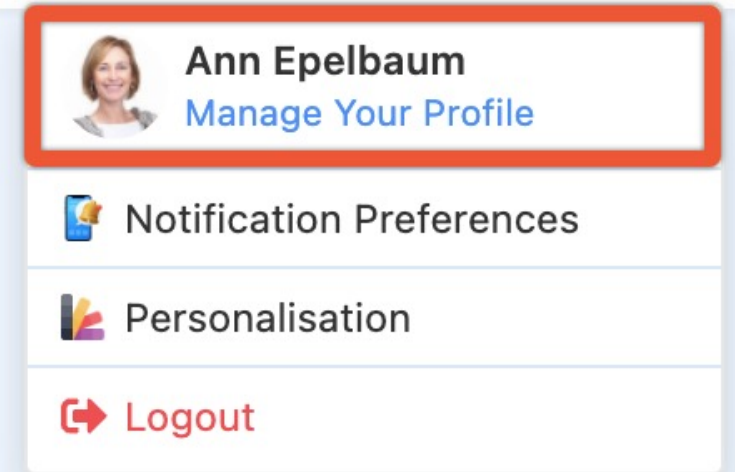 Ann Epelbaum
Manage Your Profile
Notification Preferences
Personalisation
Logout